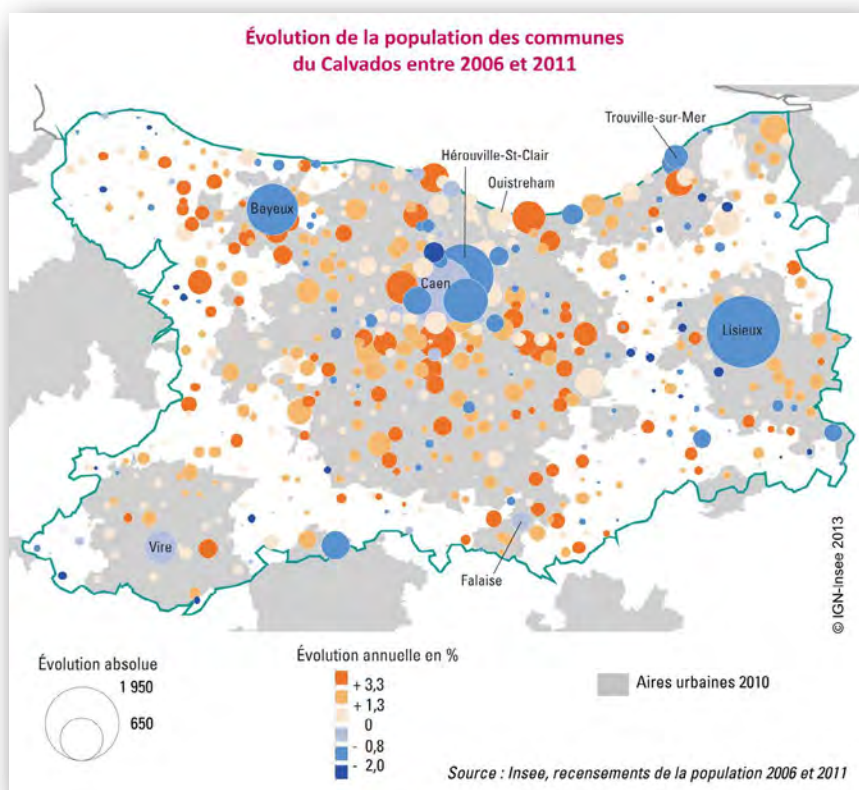 Évolution de la population des communes
du Calvados entre 2006 et 2011
Trouville-sur-Mer
Hérouville-St-Clair
Ouistreham
Bayeux
Caen
Lisieux
Vire
Falaise
© IGN-Insee 2013
Évolution absolue
1 950
650
Évolution annuelle en %
+ 3,3
+ 1,3
0
- 0,8
- 2,0
Aires urbaines 2010
Source : Insee, recensements de la population 2006 et 2011